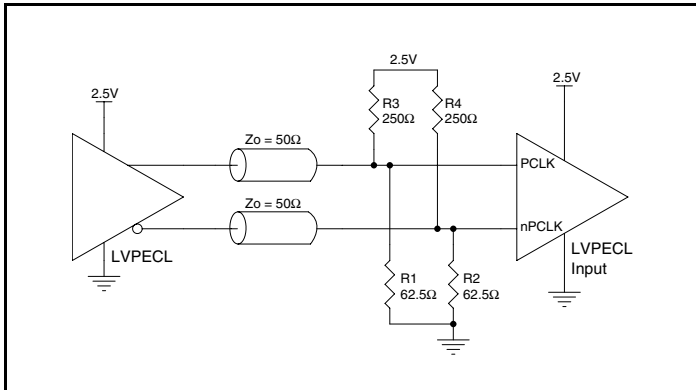 2.5V
2.5V
2.5V
R3
250Ω
R4
250Ω
Zo = 50Ω
PCLK
Zo = 50Ω
nPCLK
LVPECL
LVPECL
Input
R1
62.5Ω
R2
62.5Ω